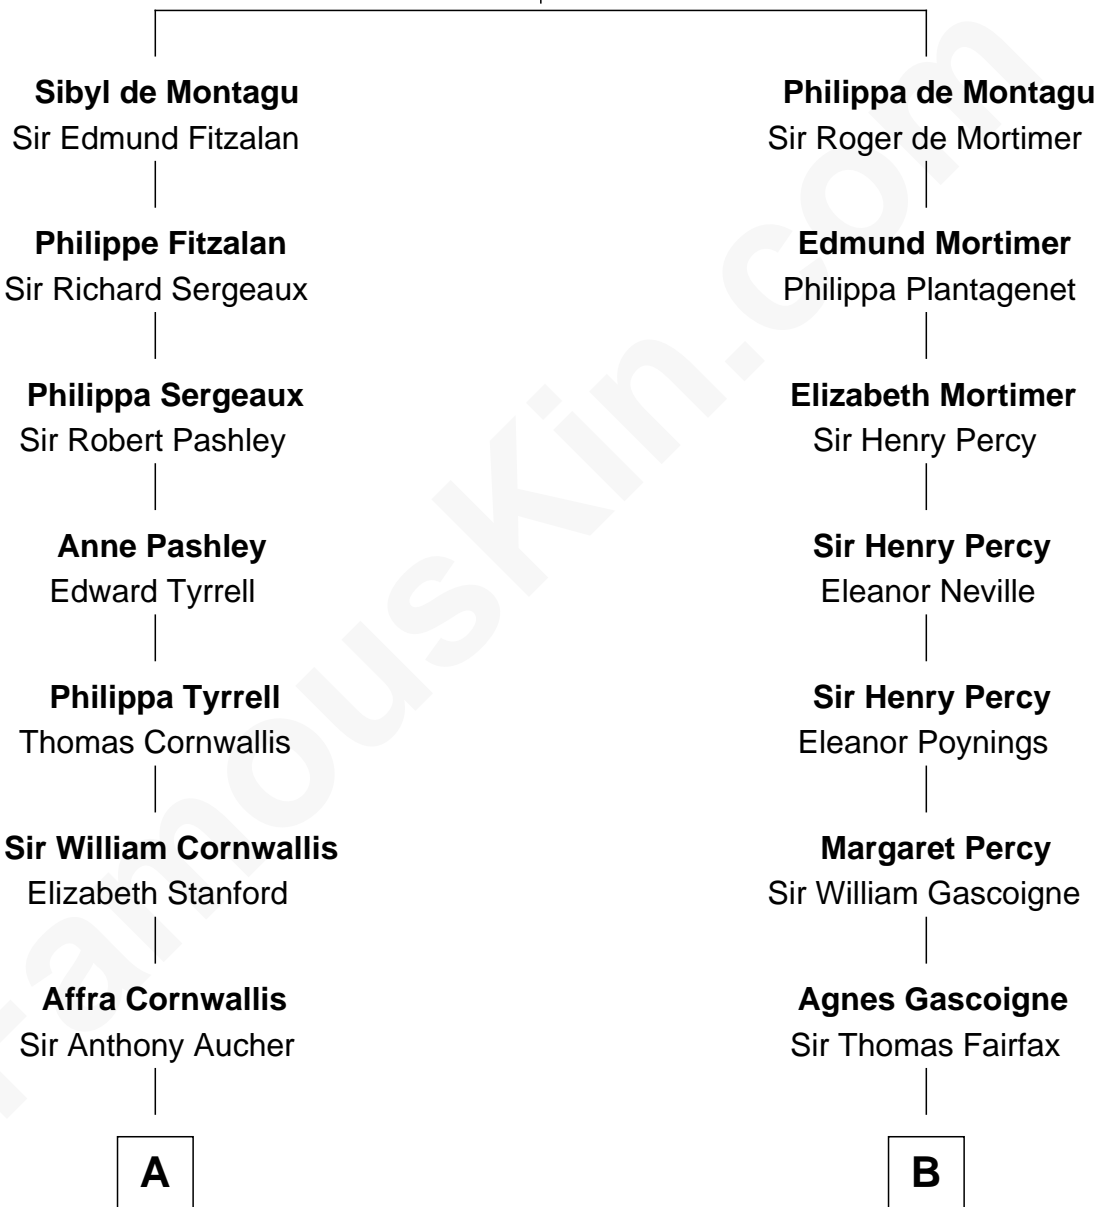 Sibyl de Montagu
Sir Edmund Fitzalan
Philippe Fitzalan
Sir Richard Sergeaux
Philippa Sergeaux
Sir Robert Pashley
Anne Pashley
Edward Tyrrell
Philippa Tyrrell
Thomas Cornwallis
Sir William Cornwallis
Elizabeth Stanford
Affra Cornwallis
Sir Anthony Aucher
A
Philippa de Montagu
Sir Roger de Mortimer
Edmund Mortimer
Philippa Plantagenet
Elizabeth Mortimer
Sir Henry Percy
Sir Henry Percy
Eleanor Neville
Sir Henry Percy
Eleanor Poynings
Margaret Percy
Sir William Gascoigne
Agnes Gascoigne
Sir Thomas Fairfax
B
FamousKin.com